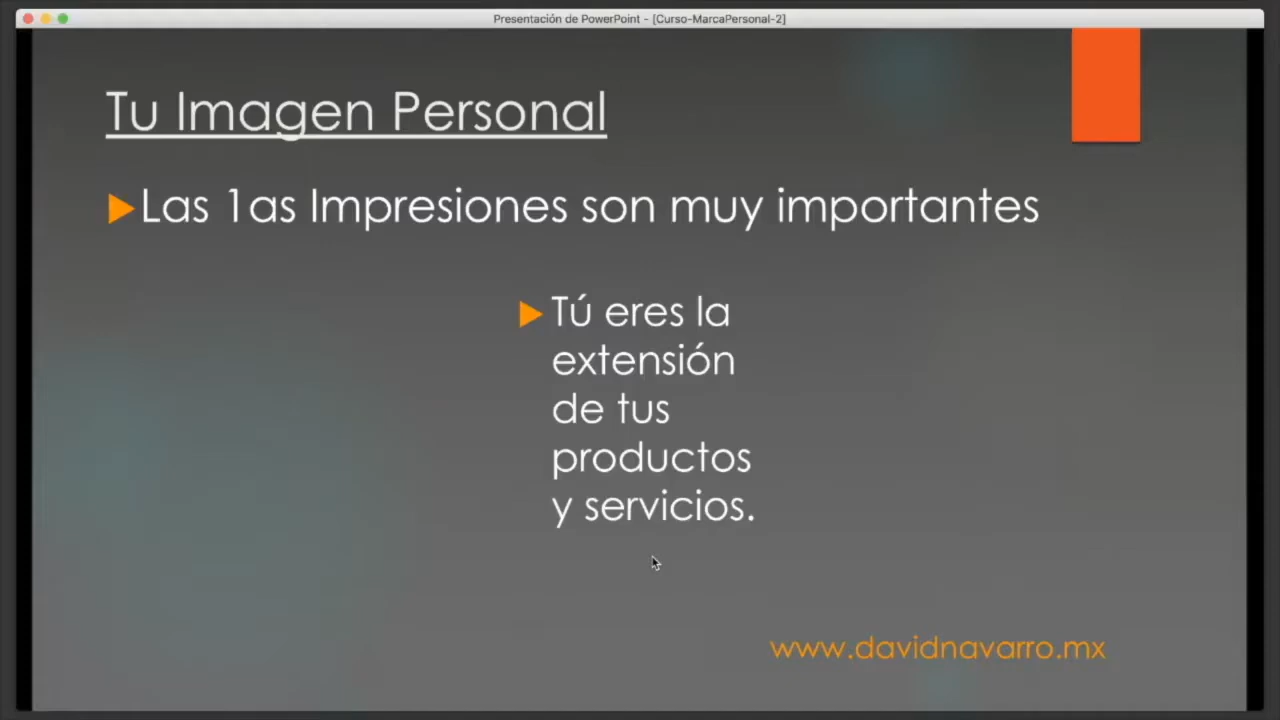 Presentación de PowerPoint - [Curso-MarcaPersonal-2]
Tu Imagen Personal
Las 1as Impresiones son muy importantes
Tú eres la
extensión
de tus
productos
y servicios.
www.davidnavarro.mx